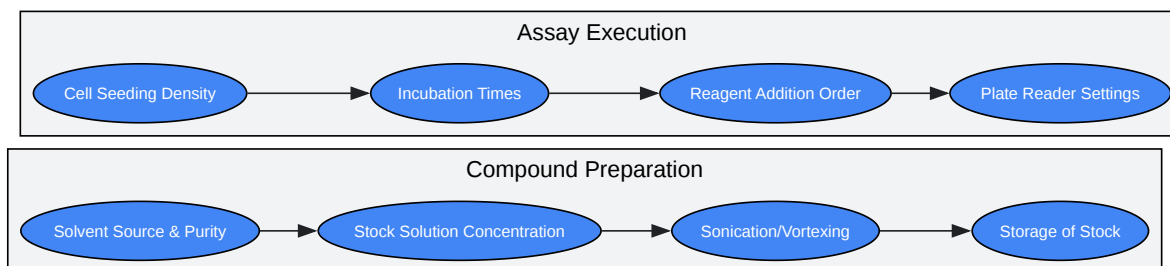 Assay Execution
Cell Seeding Density
Incubation Times
Reagent Addition Order
Plate Reader Settings
Compound Preparation
Solvent Source & Purity
Stock Solution Concentration
Sonication/Vortexing
Storage of Stock